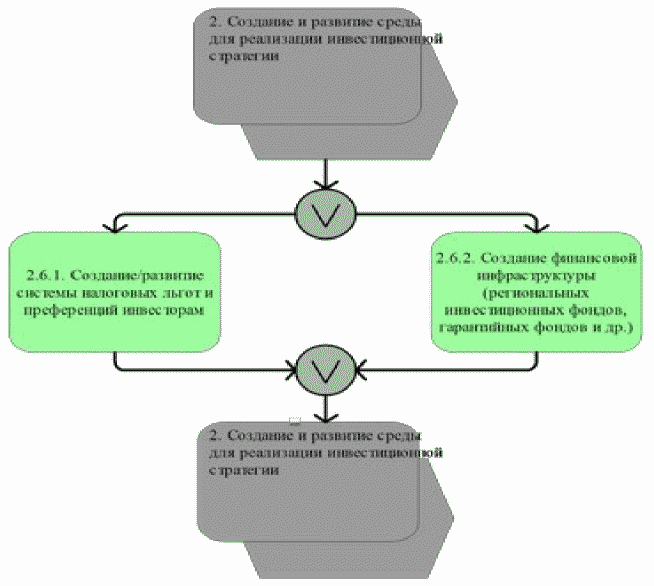 2. Создание и развитие среды
для реализации инвестиционной
стратегии
V
2.6.1. Создание/развитие
системы налоговых льгот и
преференций инвесторам
2.6.2. Создание финансовой
инфраструктуры
(региональных
инвестиционных фондов,
гарантийных фондов и др.)
V
2. Создание и развитие среды
для реализации инвестиционной
стратегии